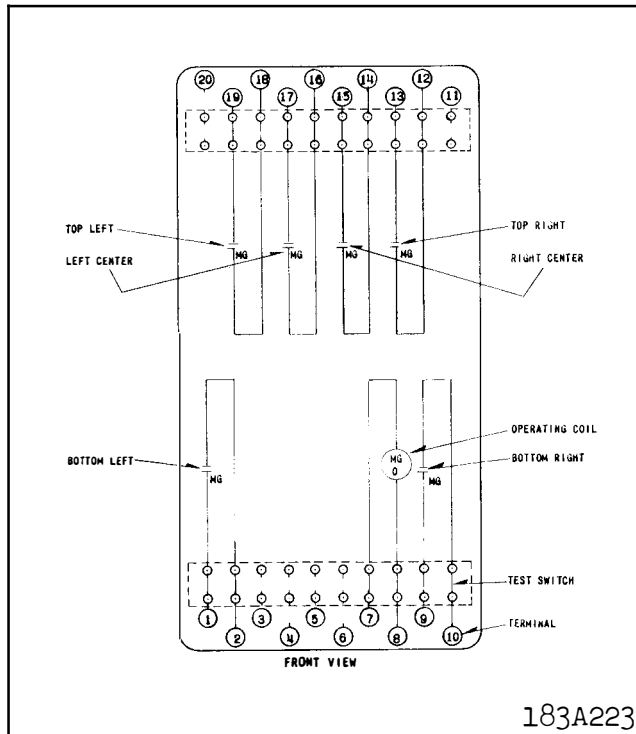 20 18 16 14 12
19 17 15 13 11
TOP LEFT
MG MG MG MG
TOP RIGHT
LEFT CENTER
RIGHT CENTER
OPERATING COIL
MG
O
BOTTOM LEFT
MG
BOTTOM RIGHT
MG
TEST SWITCH
1 3 5 7 9
2 4 6 8 10
TERMINAL
FRONT VIEW
183A223